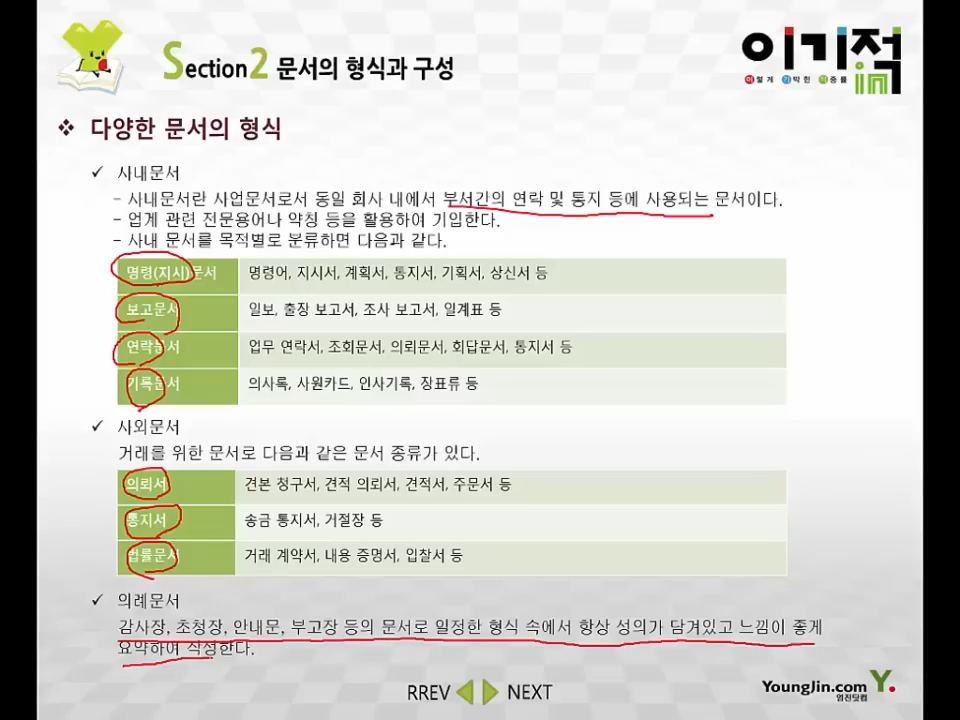 Section2 문서의 형식과 구성
이기적in
이렇게 기막힌 적중률
❖ 다양한 문서의 형식
✓ 사내문서
- 사내문서란 사업문서로서 동일 회사 내에서 부서간의 연락 및 통지 등에 사용되는 문서이다.
- 업계 관련 전문용어나 약칭 등을 활용하여 기입한다.
- 사내 문서를 목적별로 분류하면 다음과 같다.
명령(지시)문서 명령어, 지시서, 계획서, 통지서, 기획서, 상신서 등
보고문서 일보, 출장 보고서, 조사 보고서, 일계표 등
연락문서 업무 연락서, 조회문서, 의뢰문서, 회답문서, 통지서 등
기록문서 의사록, 사원카드, 인사기록, 장표류 등
✓ 사외문서
거래를 위한 문서로 다음과 같은 문서 종류가 있다.
의뢰서 견본 청구서, 견적 의뢰서, 견적서, 주문서 등
통지서 송금 통지서, 거절장 등
법률문서 거래 계약서, 내용 증명서, 입찰서 등
✓ 의례문서
감사장, 초청장, 안내문, 부고장 등의 문서로 일정한 형식 속에서 항상 성의가 담겨있고 느낌이 좋게
요약하여 작성한다.
RREV NEXT
YoungJin.com Y.
영진닷컴